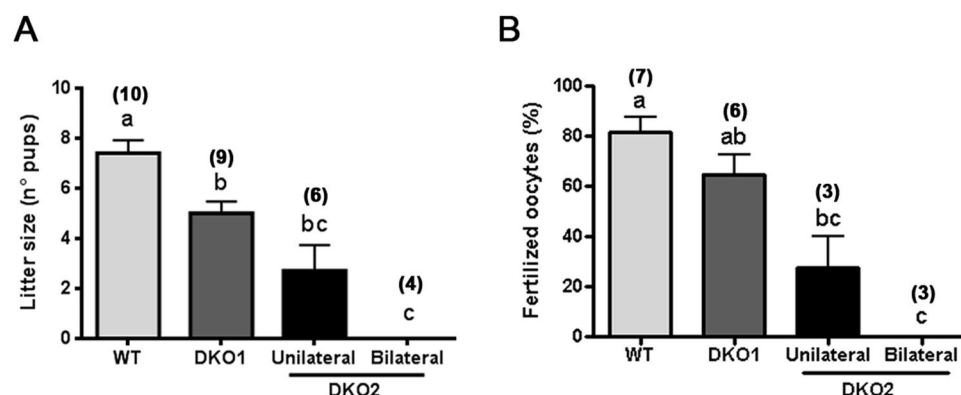 A
Litter size (n° pups)
10
8
6
4
2
0
(10)
a
(9)
b
(6)
bc
(4)
c
WT DKO1 Unilateral Bilateral
DKO2
B
Fertilized oocytes (%)
100
80
60
40
20
0
(7)
a
(6)
ab
(3)
bc
(3)
c
WT DKO1 Unilateral Bilateral
DKO2